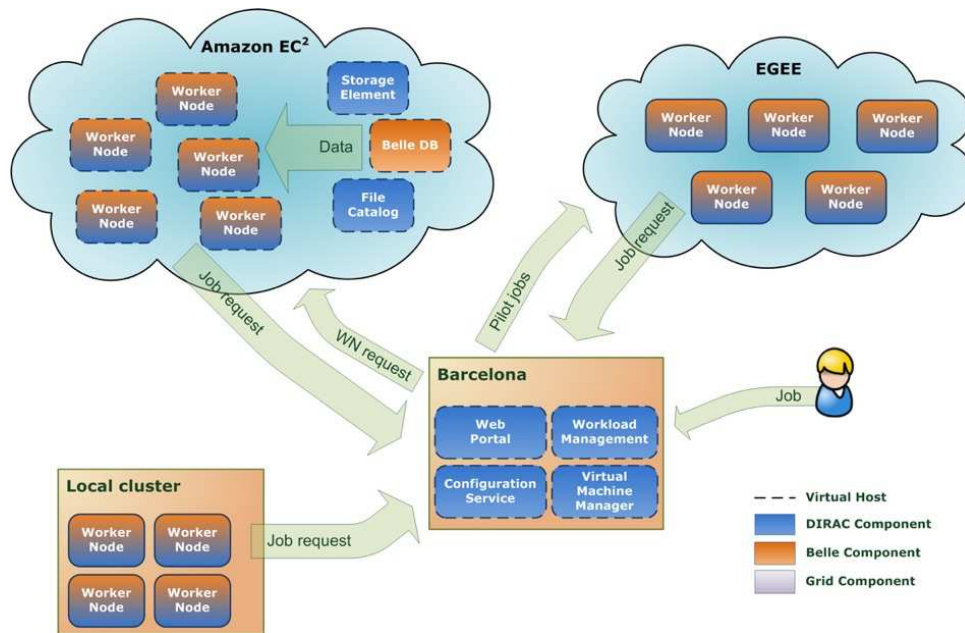 Amazon EC²
Worker
Node
Worker
Node
Worker
Node
Worker
Node
Worker
Node
Storage
Element
Data
Belle DB
File
Catalog
EGEE
Worker
Node
Worker
Node
Worker
Node
Worker
Node
Worker
Node
Job request
WN request
Pilot jobs
Job request
Barcelona
Web
Portal
Workload
Management
Configuration
Service
Virtual
Machine
Manager
Job
Local cluster
Worker
Node
Worker
Node
Worker
Node
Worker
Node
Job request
Virtual Host
DIRAC Component
Belle Component
Grid Component